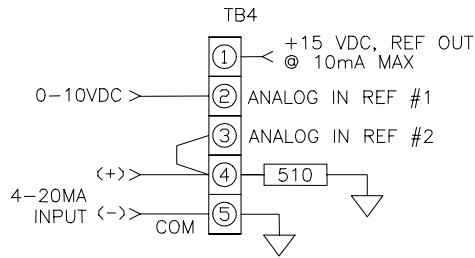 TB4
1
+15 VDC, REF OUT
@ 10mA MAX
0-10VDC
2
ANALOG IN REF #1
3
ANALOG IN REF #2
(+)
4
510
4-20MA
INPUT
(-)
COM
5